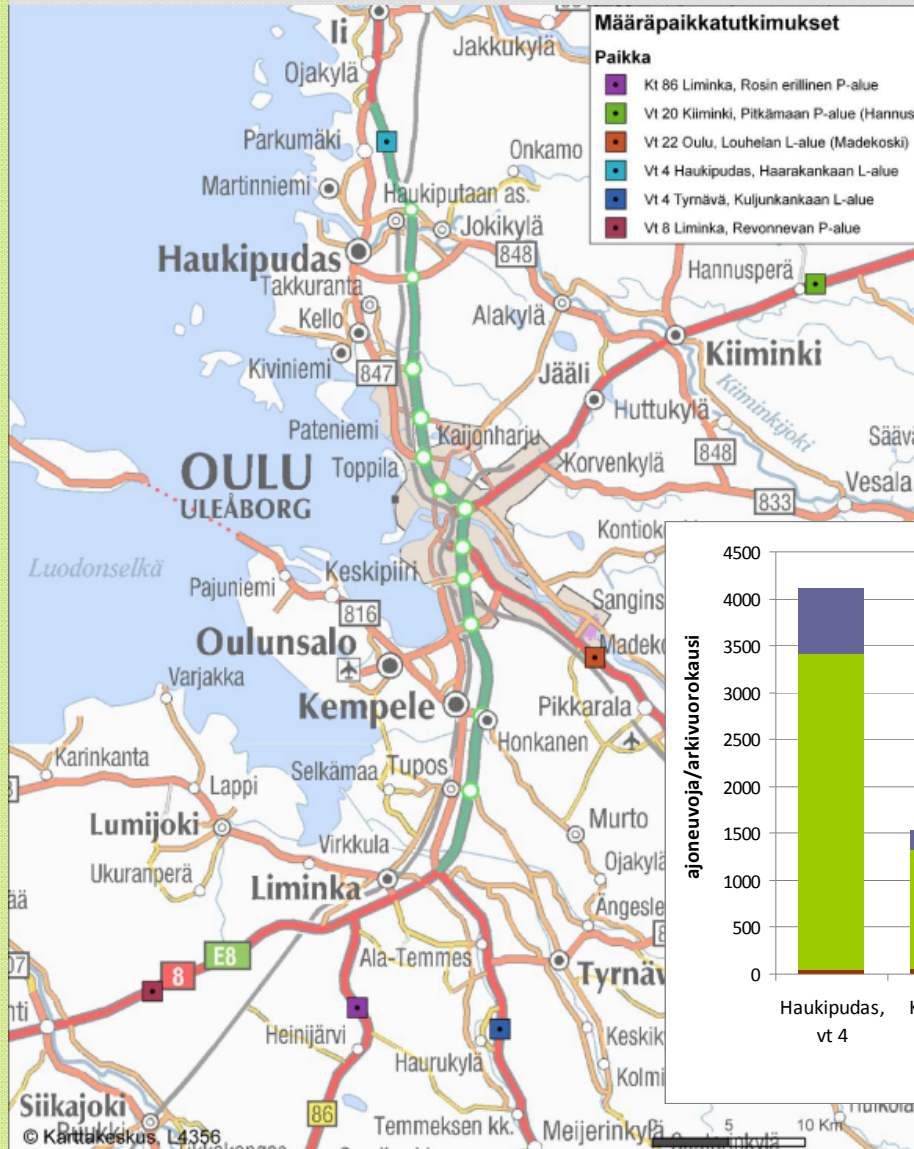 Määräpaikkatutkimukset
Paikka
Kt 86 Liminka, Rosin erillinen P-alue
Vt 20 Kiiminki, Pitkämaan P-alue (Hannus
Vt 22 Oulu, Louhelan L-alue (Madekoski)
Vt 4 Haukipudas, Haarakankaan L-alue
Vt 4 Tyrnävä, Kuljunkankaan L-alue
Vt 8 Liminka, Revonnevan P-alue
Ii
Jakkukylä
Ojakylä
Parkumäki
Onkamo
Martinniemi
Haukiputaan as.
Jokikylä
Haukipudas
848
Hannusperä
Takkuranta
Alakylä
Kello
Kiiminki
Kiviniemi
847
Jääli
Kiiminkijoki
Huttukylä
Pateniemi
Kaijonharju
Säävä
OULU
Toppila
Korvenkylä
848
Vesala
ULEÅBORG
833
Luodonselkä
Keskipiiri
Pajuniemi
816
Sangins
Oulunsalo
Madeko
Varjakka
Kempele
Pikkarala
Honkanen
Karinkanta
Selkämaa
Tupos
Lappi
Lumijoki
Murto
Virkkula
Ojakylä
Ukuranperä
Liminka
Ängesle
E8
8
Ala-Temmes
Tyrnäv
07
Heinijärvi
Keskik
Haurukylä
Kolmi
Siikajoki
86
Ruukki
Temmeksen kk.
Meijerinkylä
5
10 Km
© Karttakeskus, L4356
ajoneuvoja/arkivuorokausi
4500
4000
3500
3000
2500
2000
1500
1000
500
0
Haukipudas,
vt 4